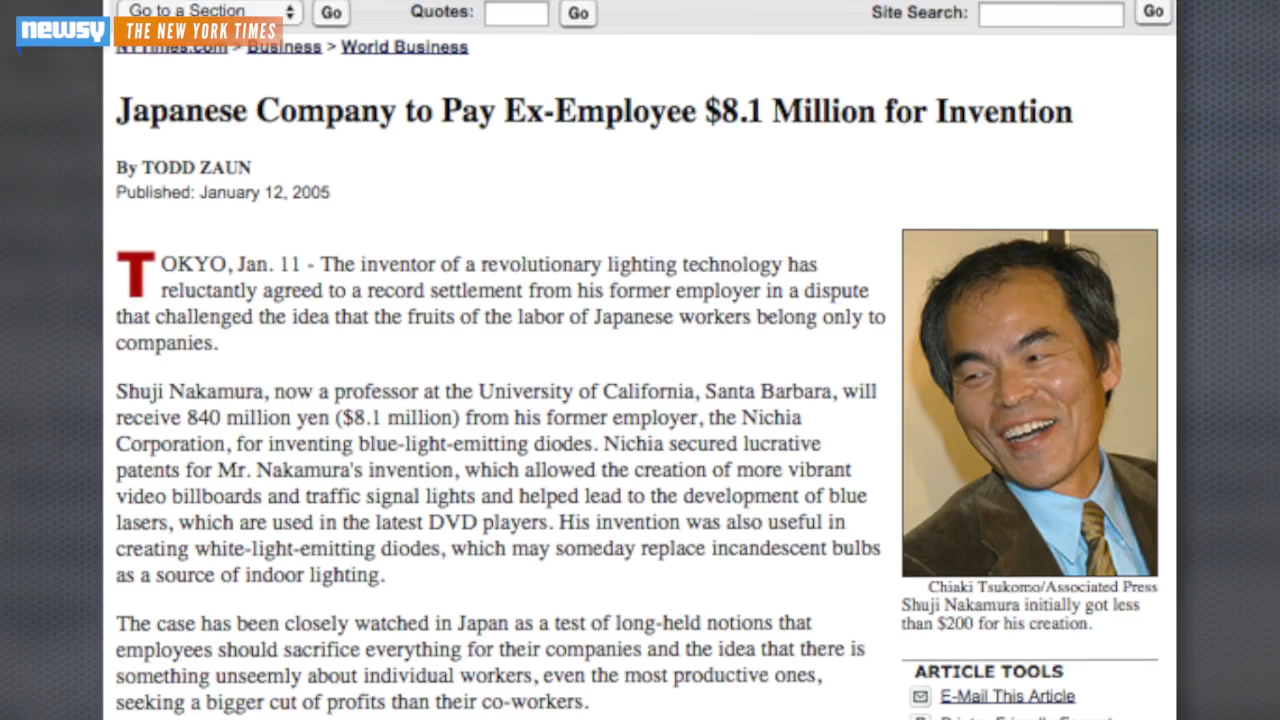 Go to a Section
Go
Quotes:
Go
Site Search:
Go
newsy
THE NEW YORK TIMES
NYTimes.com > Business > World Business
Japanese Company to Pay Ex-Employee $8.1 Million for Invention
By TODD ZAUN
Published: January 12, 2005
TOKYO, Jan. 11 - The inventor of a revolutionary lighting technology has
reluctantly agreed to a record settlement from his former employer in a dispute
that challenged the idea that the fruits of the labor of Japanese workers belong only to
companies.
Shuji Nakamura, now a professor at the University of California, Santa Barbara, will
receive 840 million yen ($8.1 million) from his former employer, the Nichia
Corporation, for inventing blue-light-emitting diodes. Nichia secured lucrative
patents for Mr. Nakamura's invention, which allowed the creation of more vibrant
video billboards and traffic signal lights and helped lead to the development of blue
lasers, which are used in the latest DVD players. His invention was also useful in
creating white-light-emitting diodes, which may someday replace incandescent bulbs
as a source of indoor lighting.
The case has been closely watched in Japan as a test of long-held notions that
employees should sacrifice everything for their companies and the idea that there is
something unseemly about individual workers, even the most productive ones,
seeking a bigger cut of profits than their co-workers.
Chiaki Tsukomo/Associated Press
Shuji Nakamura initially got less
than $200 for his creation.
ARTICLE TOOLS
E-Mail This Article